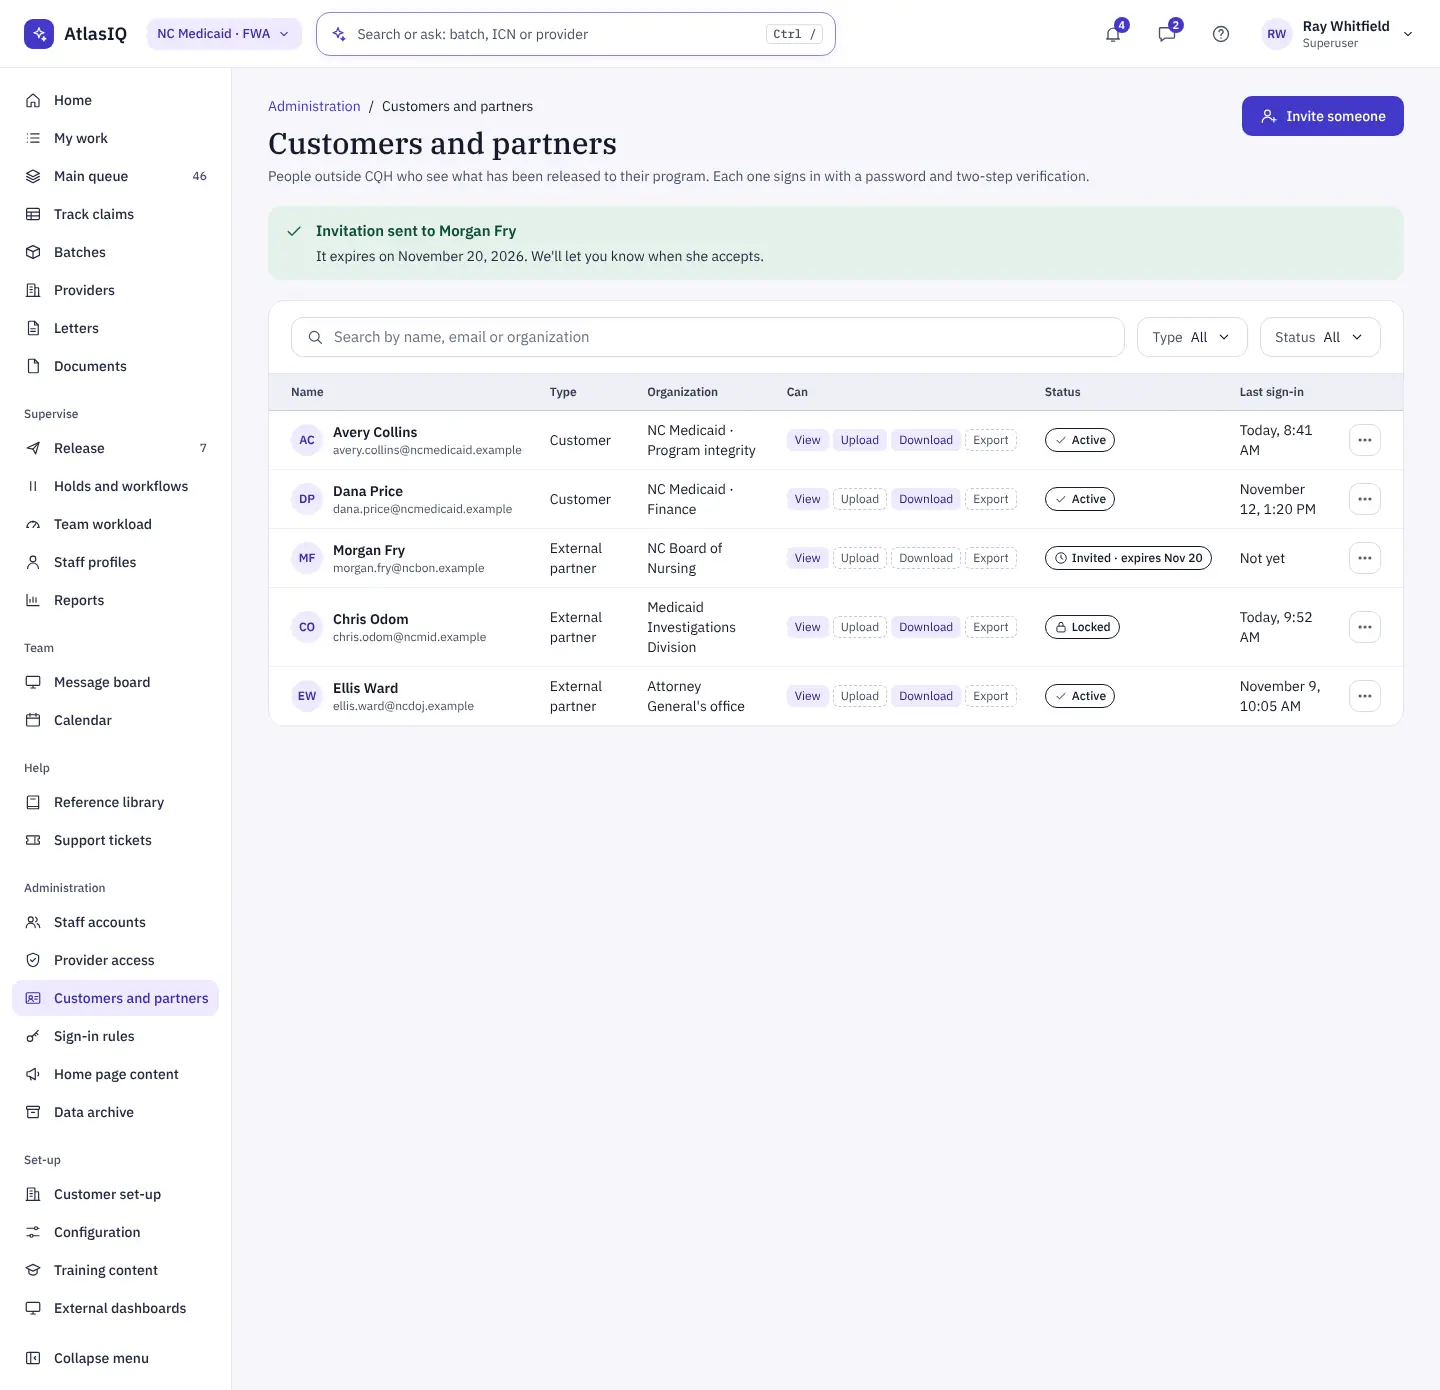 AtlasIQ
NC Medicaid · FWA
Search or ask: batch, ICN or provider
Ctrl /
4
2
RW
Ray Whitfield
Superuser
Home
My work
Main queue 46
Track claims
Batches
Providers
Letters
Documents
Supervise
Release 7
Holds and workflows
Team workload
Staff profiles
Reports
Team
Message board
Calendar
Help
Reference library
Support tickets
Administration
Staff accounts
Provider access
Customers and partners
Sign-in rules
Home page content
Data archive
Set-up
Customer set-up
Configuration
Training content
External dashboards
Collapse menu
Administration / Customers and partners
Customers and partners
People outside CQH who see what has been released to their program. Each one signs in with a password and two-step verification.
Invite someone
Invitation sent to Morgan Fry
It expires on November 20, 2026. We'll let you know when she accepts.
Search by name, email or organization
Type All
Status All
Name Type Organization Can Status Last sign-in
AC
Avery Collins
avery.collins@ncmedicaid.example
Customer
NC Medicaid ·
Program integrity
View Upload Download Export
Active
Today, 8:41
AM
DP
Dana Price
dana.price@ncmedicaid.example
Customer
NC Medicaid ·
Finance
View Upload Download Export
Active
November
12, 1:20 PM
MF
Morgan Fry
morgan.fry@ncbon.example
External
partner
NC Board of
Nursing
View Upload Download Export
Invited · expires Nov 20
Not yet
CO
Chris Odom
chris.odom@ncmid.example
External
partner
Medicaid
Investigations
Division
View Upload Download Export
Locked
Today, 9:52
AM
EW
Ellis Ward
ellis.ward@ncdoj.example
External
partner
Attorney
General's office
View Upload Download Export
Active
November 9,
10:05 AM